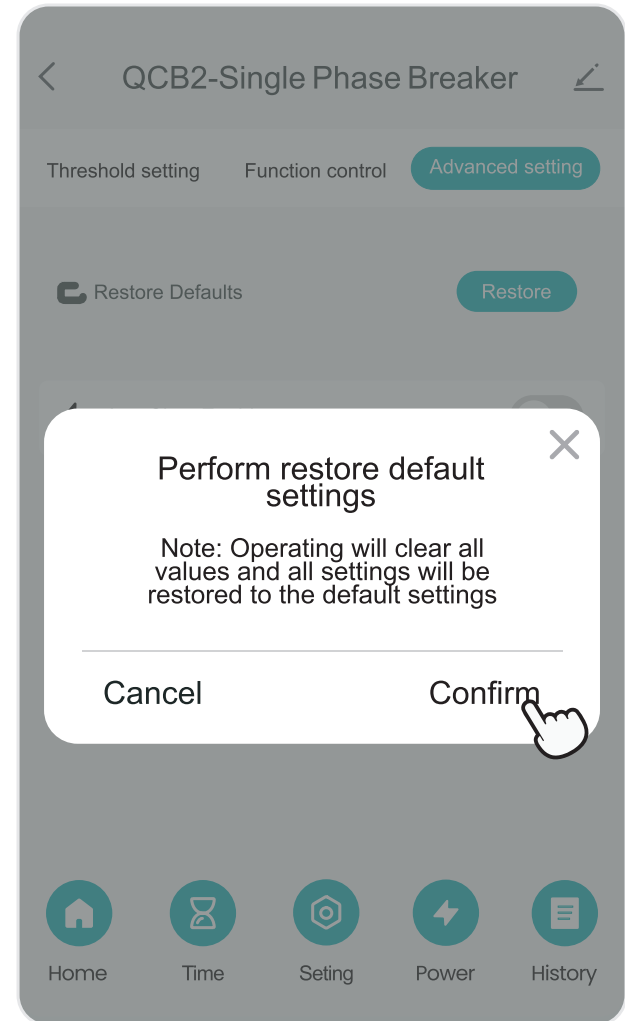 QCB2-Single Phase Breaker
Threshold setting
Function control
Advanced setting
Restore Defaults
Restore
Perform restore default
settings
Note: Operating will clear all
values and all settings will be
restored to the default settings
Cancel
Confirm
Home
Time
Seting
Power
History